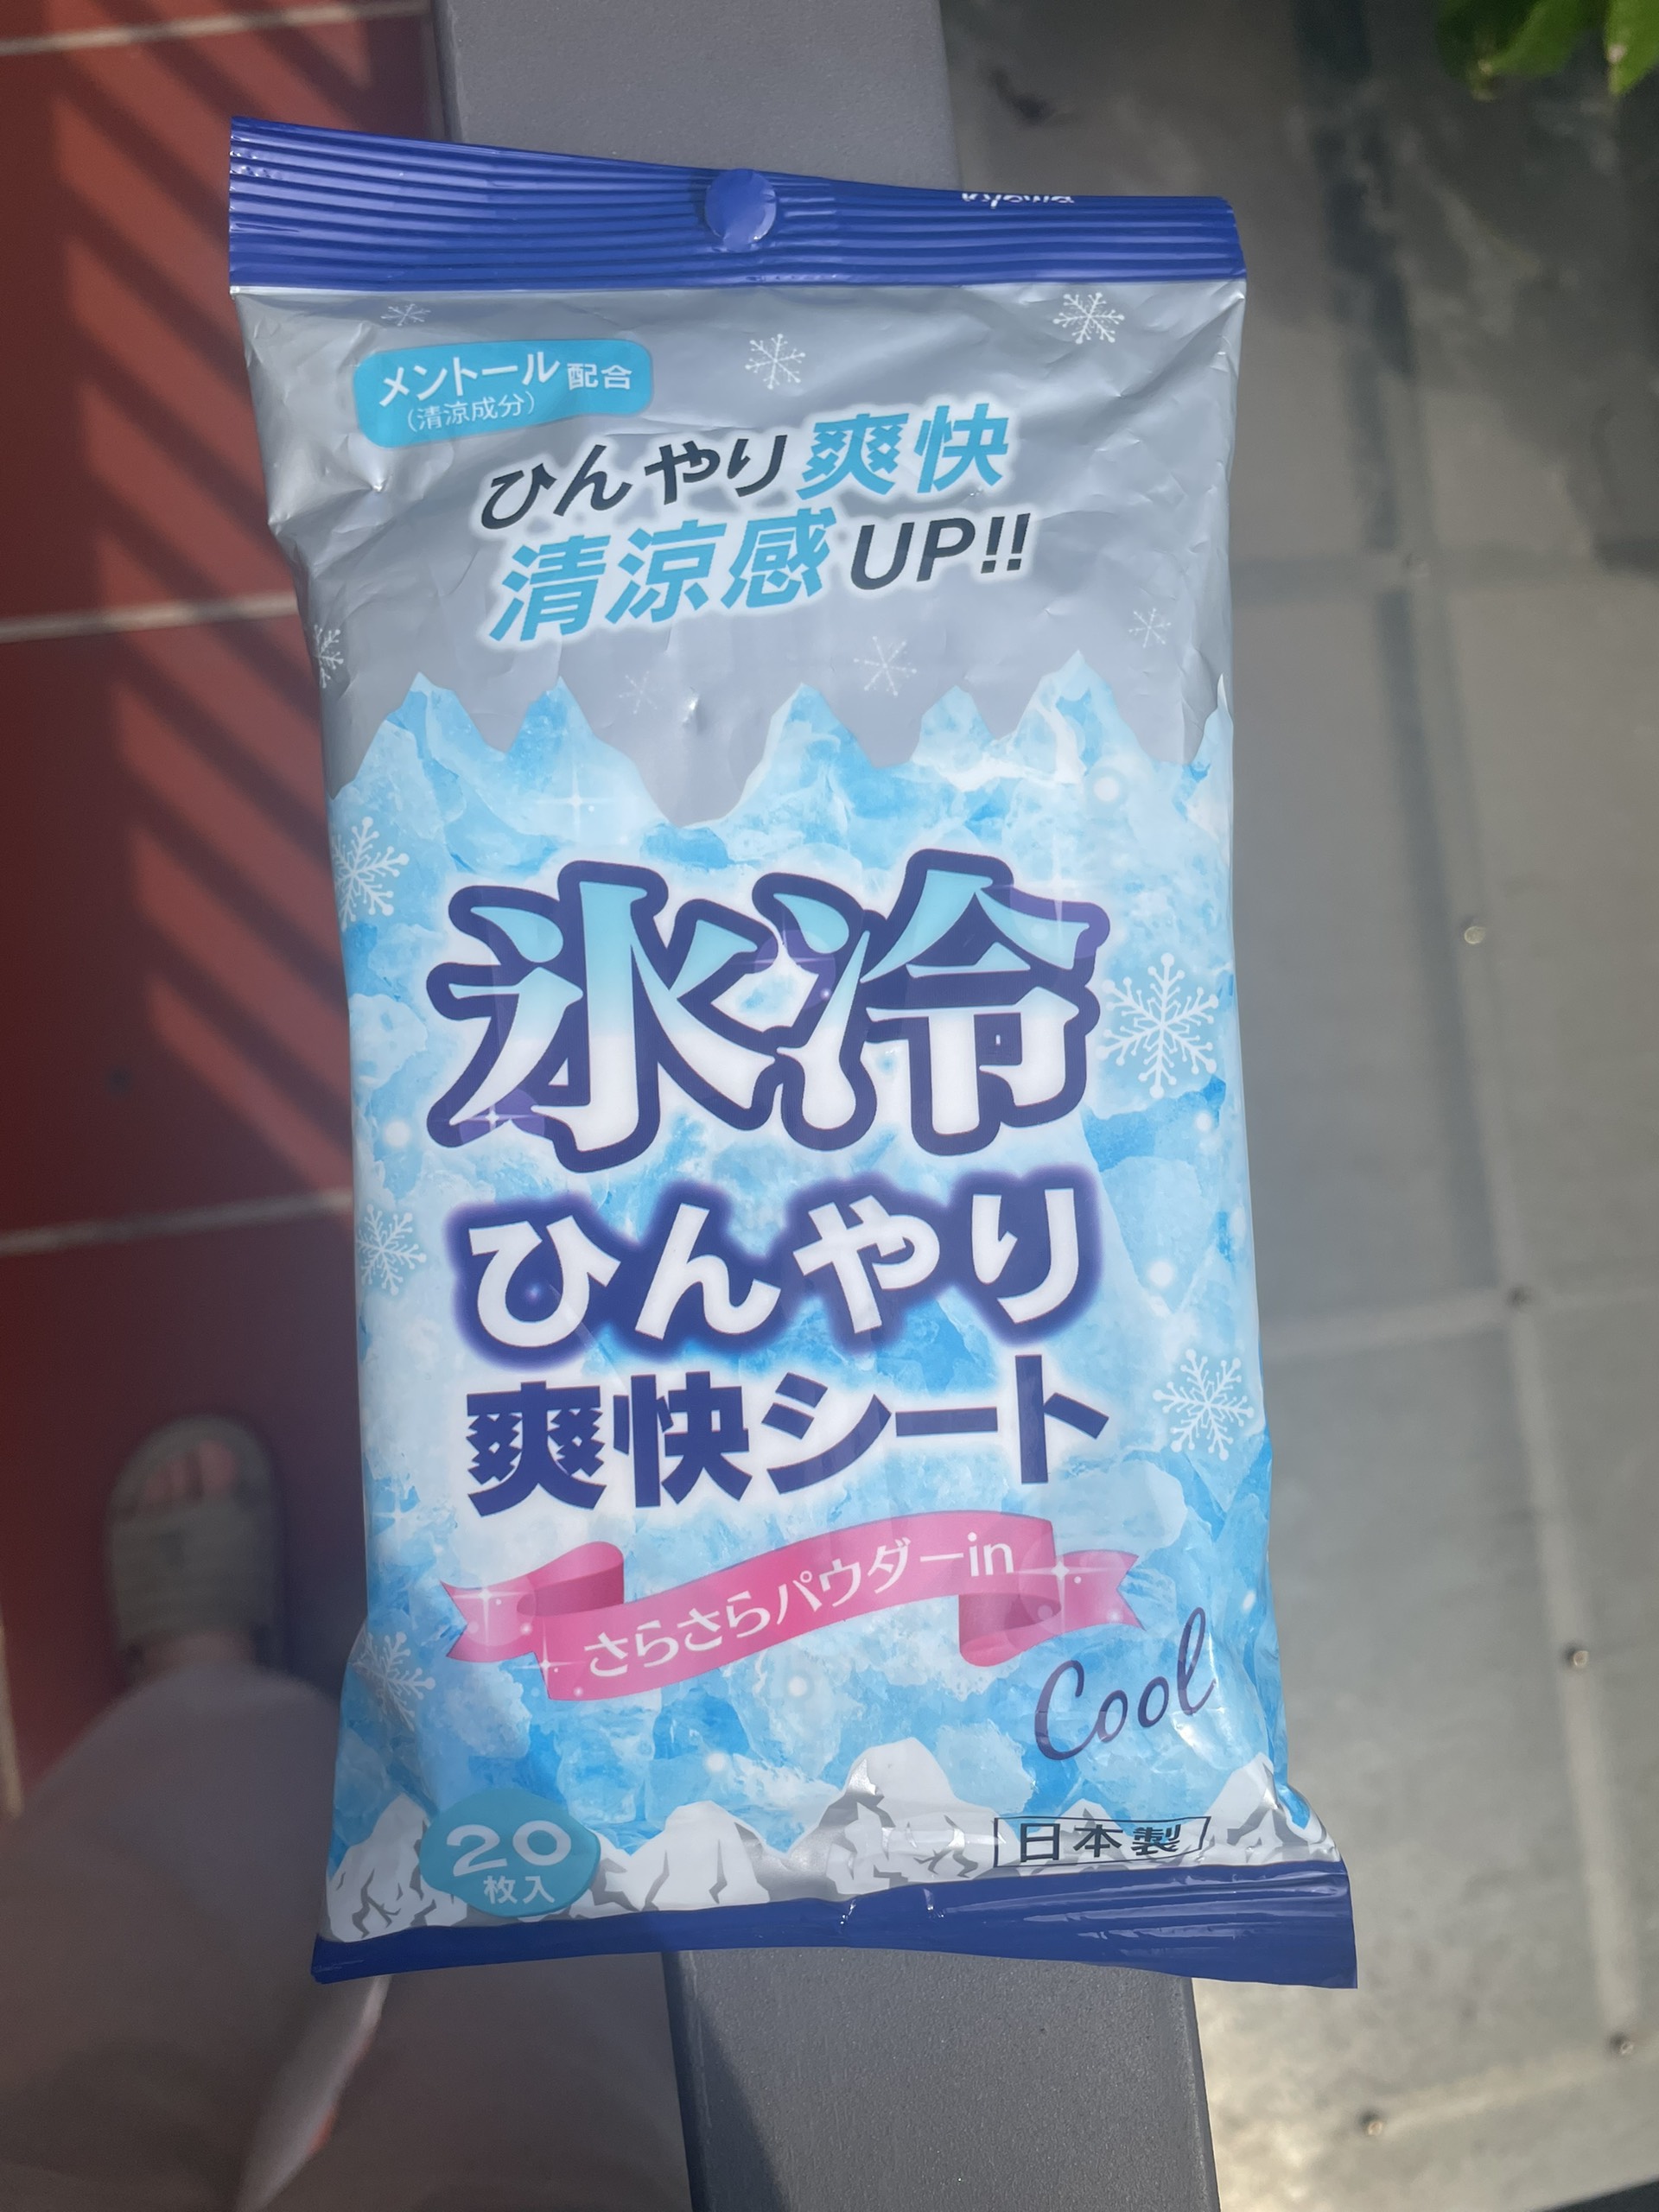 メントール配合
(清涼成分)
ひんやり爽快
清涼感UP!!
氷冷
ひんやり
爽快シート
さらさらパウダーin
Cool
20
枚入
日本製